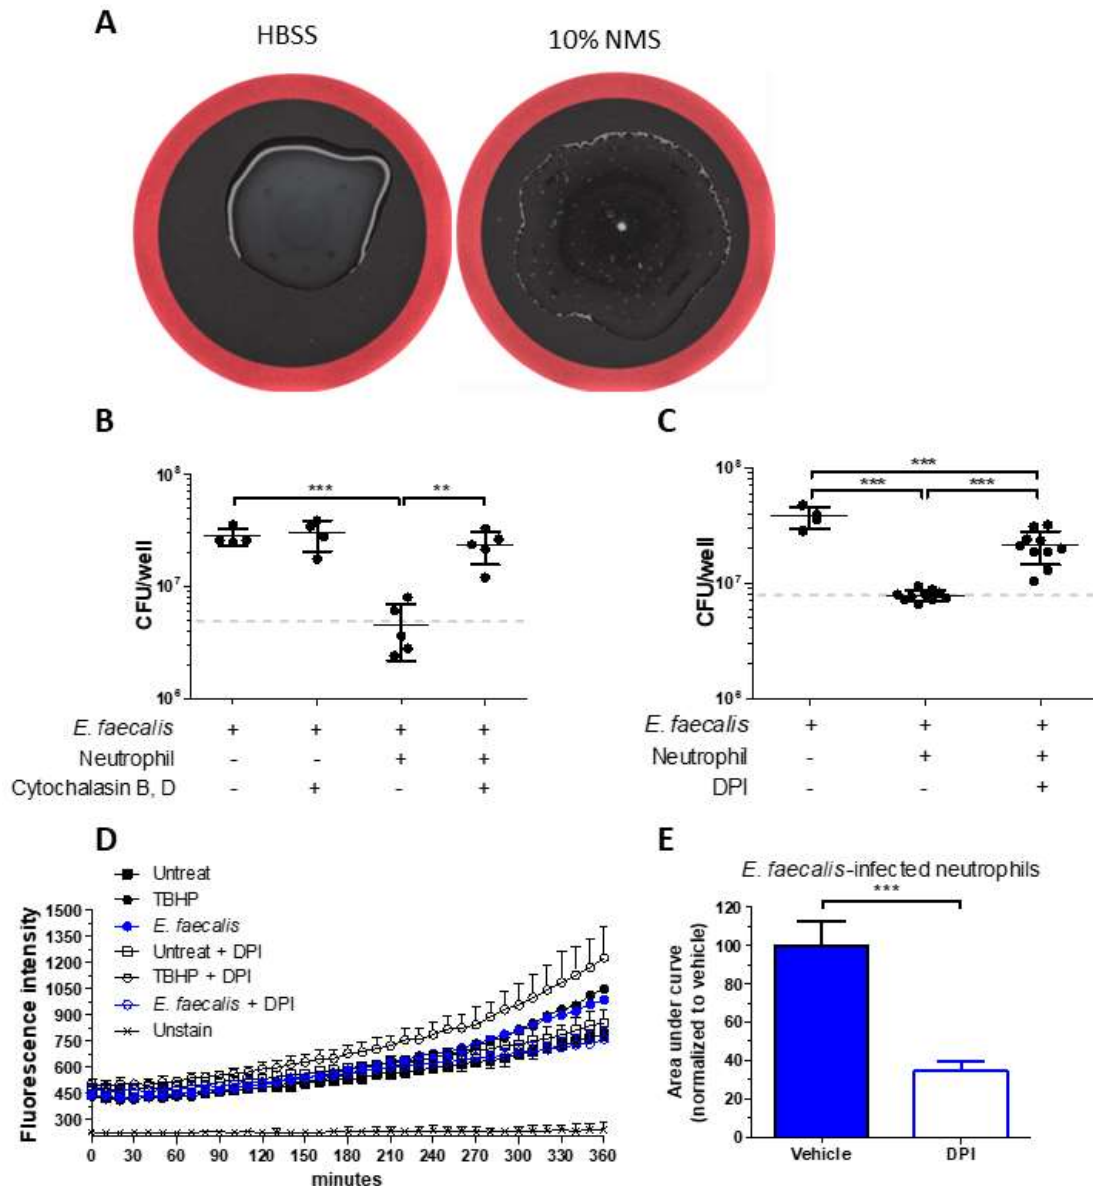 A
HBSS
10% NMS
B
10⁸
10⁷
10⁶
CFU/well
***
**
E. faecalis + + + +
Neutrophil - - + +
Cytochalasin B, D - + - +
C
10⁸
10⁷
10⁶
CFU/well
***
*** ***
E. faecalis + + +
Neutrophil - + +
DPI - - +
D
Untreat
TBHP
E. faecalis
Untreat + DPI
TBHP + DPI
E. faecalis + DPI
Unstain
1500
1350
1200
1050
900
750
600
450
300
Fluorescence intensity
0 30 60 90 120 150 180 210 240 270 300 330 360
minutes
E
E. faecalis-infected neutrophils
***
120
100
80
60
40
20
0
Area under curve
(normalized to vehicle)
Vehicle DPI